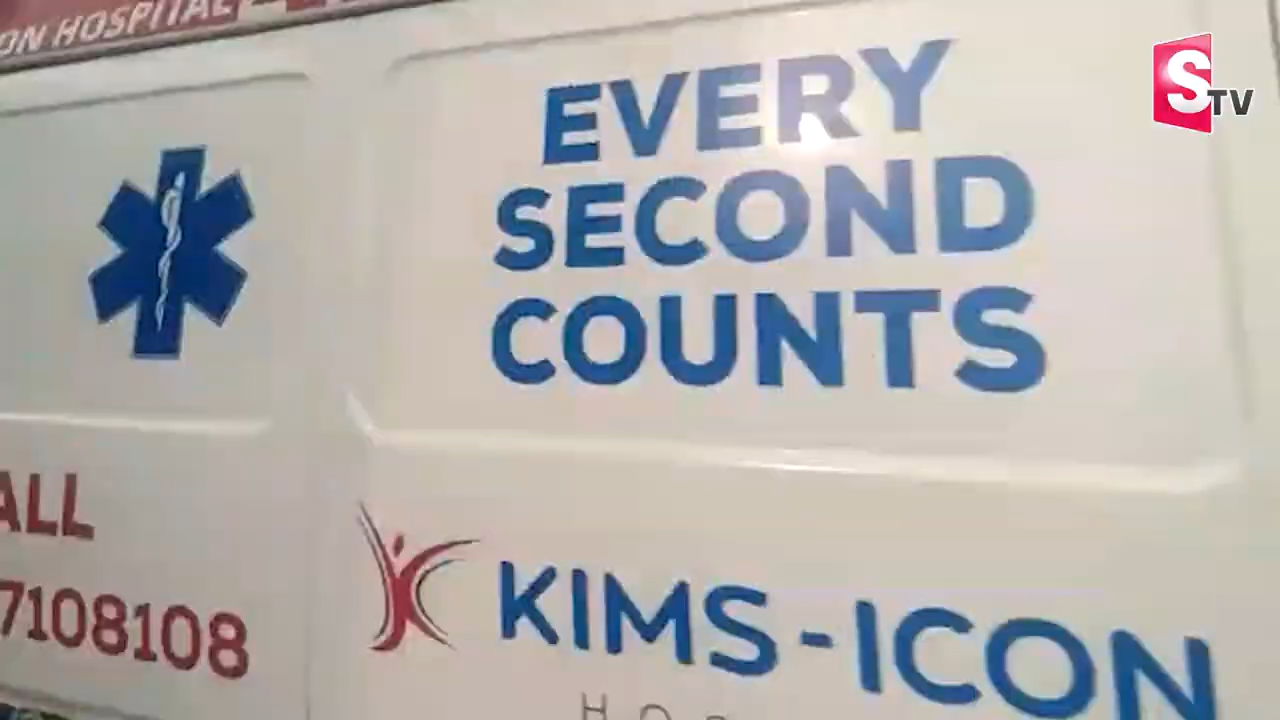 ON HOSPITAL
STV
EVERY
SECOND
COUNTS
ALL
7108108
KIMS-ICON